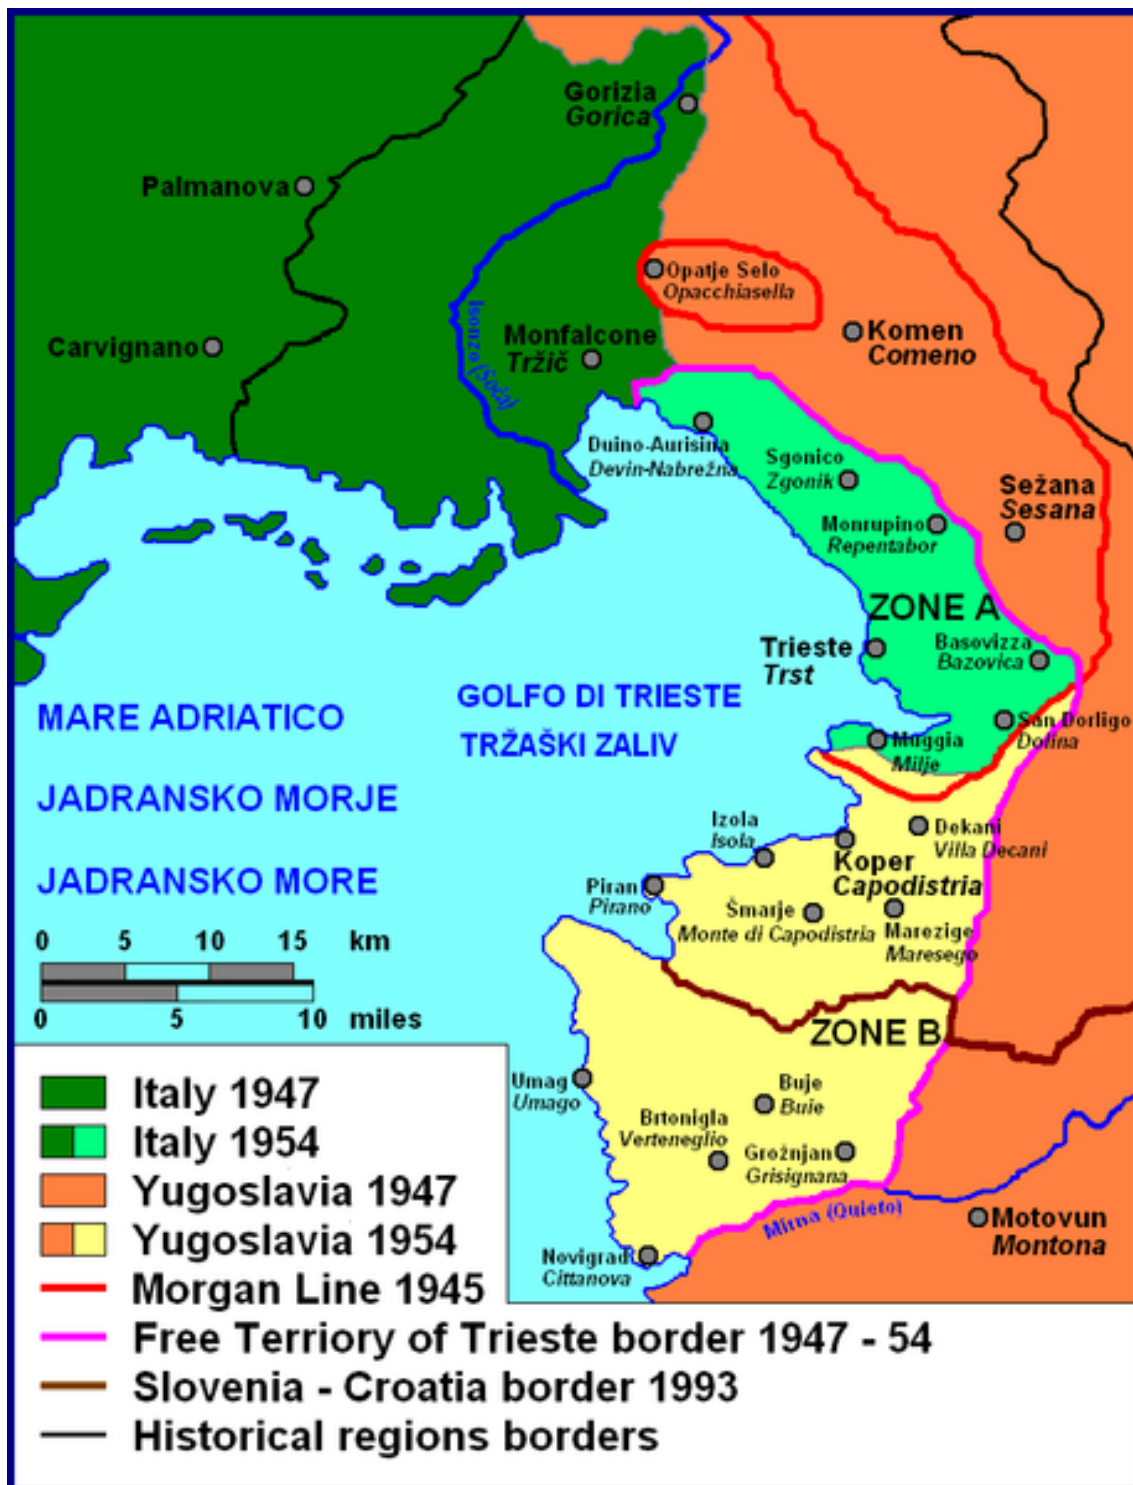 Gorizia
Gorica
Palmanova
Opatje Selo
Opacchiasella
Isonzo (Soča)
Carvignano
Monfalcone
Tržič
Komen
Comeno
Duino-Aurisina
Devin-Nabrežna
Sgonico
Zgonik
Sežana
Sesana
Monrupino
Repentabor
ZONE A
Trieste
Trst
Basovizza
Bazovica
MARE ADRIATICO
GOLFO DI TRIESTE
TRŽAŠKI ZALIV
San Dorligo
Dolina
Muggia
Milje
JADRANSKO MORJE
Izola
Isola
Dekani
Villa Decani
JADRANSKO MORE
Koper
Capodistria
Piran
Pirano
Šmarje
Monte di Capodistria
Marezige
Maresego
0 5 10 15 km
0 5 10 miles
ZONE B
Umag
Umago
Buje
Buie
Brtonigla
Verteneglio
Grožnjan
Grisignana
Mirna (Quieto)
Motovun
Montona
Novigrad
Cittanova
Italy 1947
Italy 1954
Yugoslavia 1947
Yugoslavia 1954
Morgan Line 1945
Free Terriory of Trieste border 1947 - 54
Slovenia - Croatia border 1993
Historical regions borders